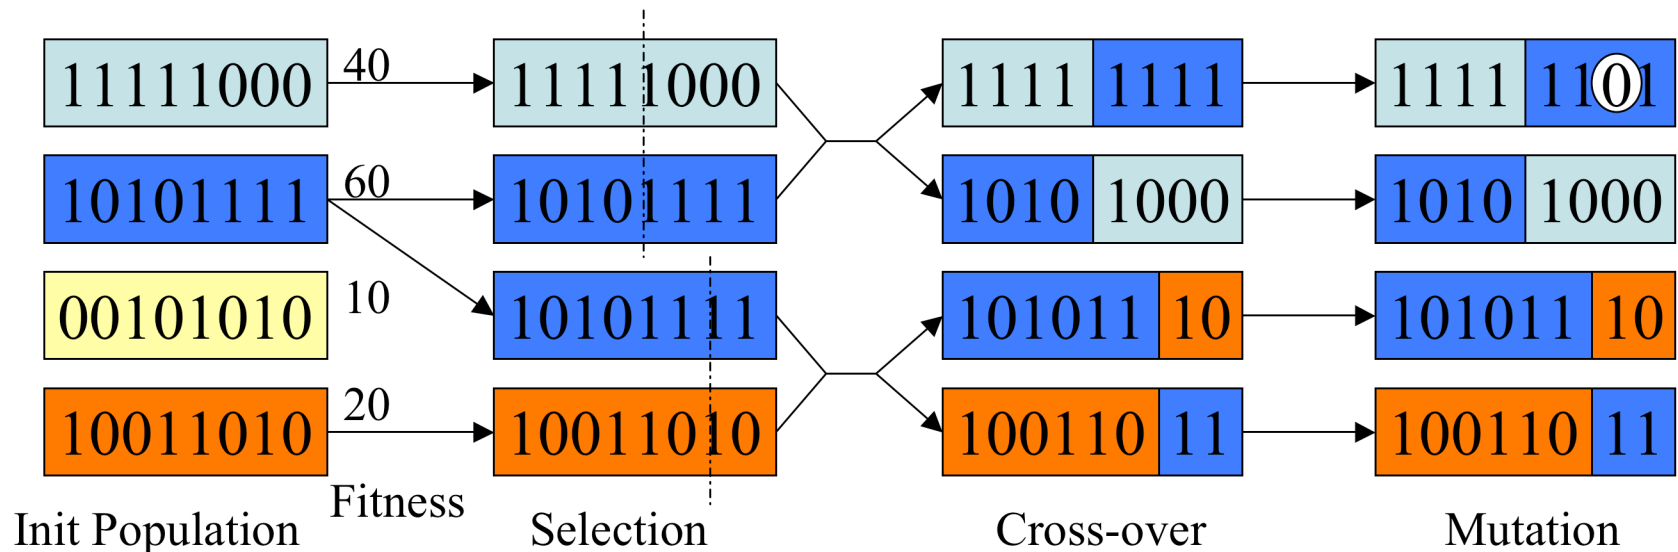 11111000 40 11111000 1111 1111 1111 1101
10101111 60 10101111 1010 1000 1010 1000
00101010 10 10101111 101011 10 101011 10
10011010 20 10011010 100110 11 100110 11
Fitness
Init Population Selection Cross-over Mutation